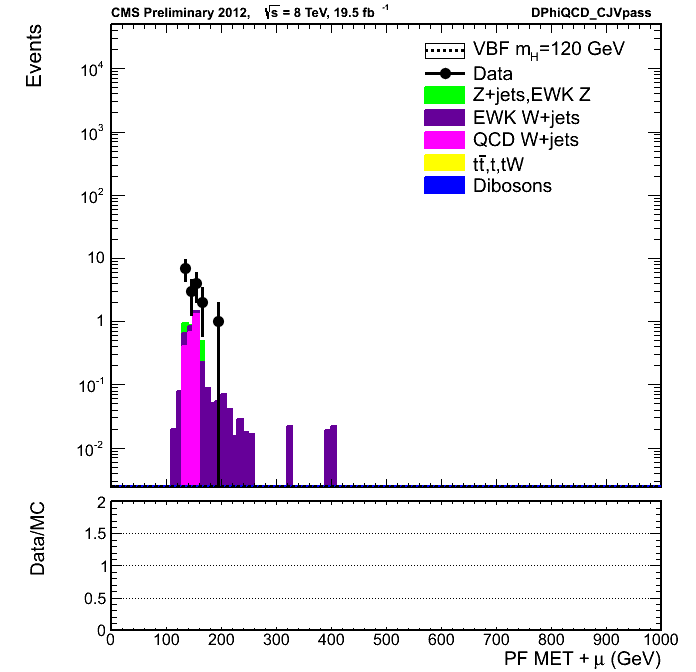 CMS Preliminary 2012, √s = 8 TeV, 19.5 fb⁻¹ DPhiQCD_CJVpass
Events
VBF m_H=120 GeV
Data
Z+jets,EWK Z
EWK W+jets
QCD W+jets
tt̄,t,tW
Dibosons
10⁴
10³
10²
10
1
10⁻¹
10⁻²
Data/MC
2
1.5
1
0.5
0
0 100 200 300 400 500 600 700 800 900 1000
PF MET + μ (GeV)